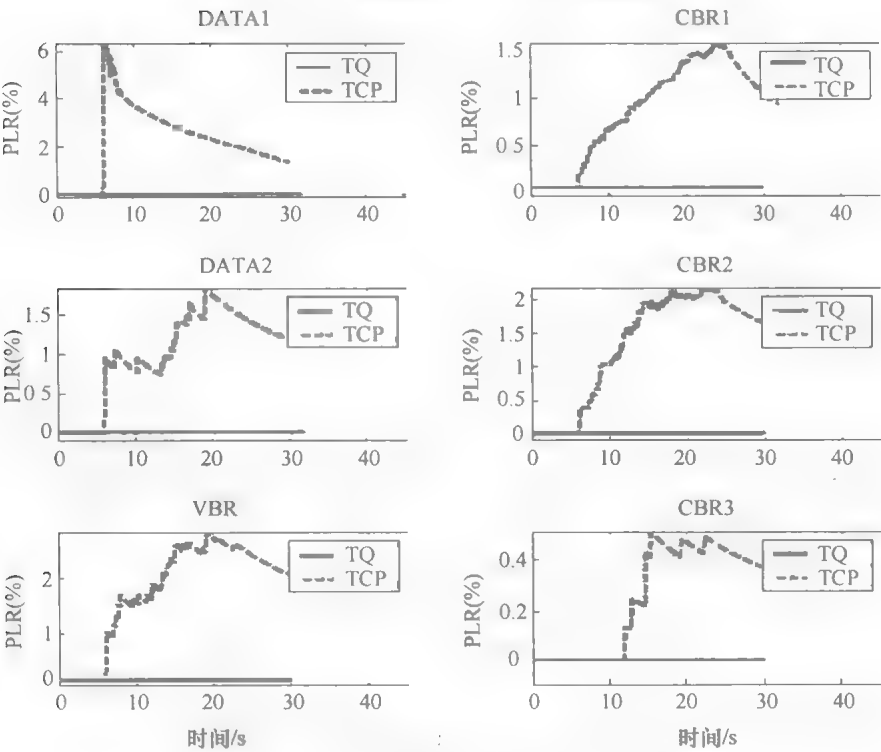 DATA1
CBR1
PLR(%)
6
4
2
0
TQ
TCP
0
10
20
30
40
PLR(%)
1.5
1
0 5
0
TQ
TCP
0
10
20
30
40
DATA2
CBR2
PLR(%)
1.5
1
0 5
0
TQ
TCP
0
10
20
30
40
PLR(%)
2
1.5
1
0.5
0
TQ
TCP
0
10
20
30
40
VBR
CBR3
PLR(%)
2
1
0
TQ
TCP
0
10
20
30
40
时间/s
PLR(%)
0.4
0.2
0
TQ
TCP
0
10
20
30
40
时间/s